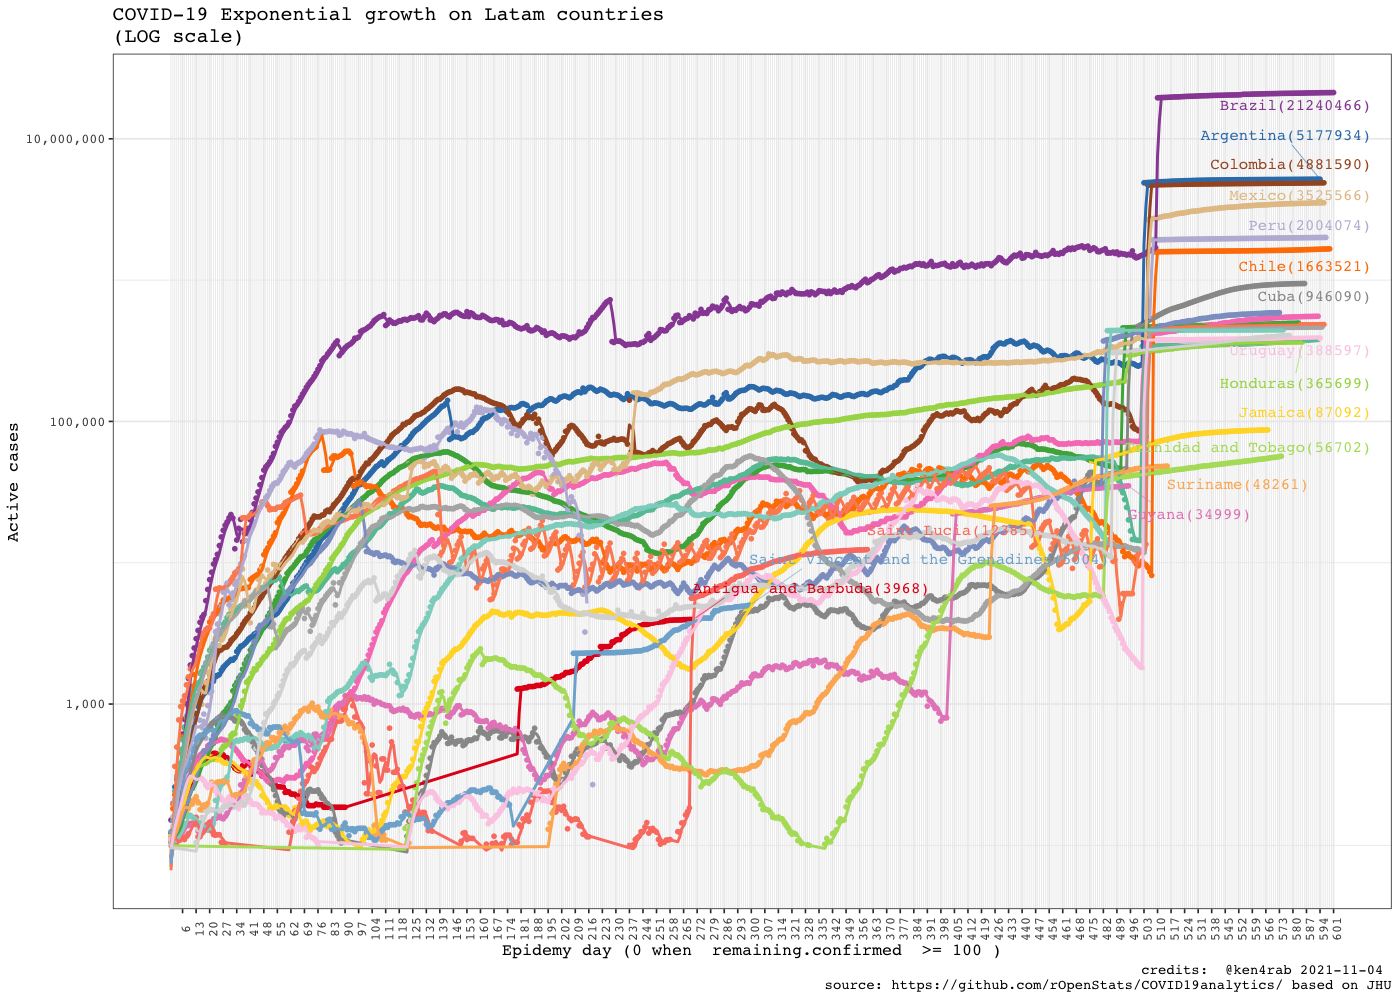 COVID-19 Exponential growth on Latam countries
(LOG scale)
Active cases
10,000,000
100,000
1,000
Brazil(21240466)
Argentina(5177934)
Colombia(4881590)
Mexico(3525566)
Peru(2004074)
Chile(1663521)
Cuba(946090)
Uruguay(388597)
Honduras(365699)
Jamaica(87092)
Trinidad and Tobago(56702)
Suriname(48261)
Guyana(34999)
Saint Lucia(12385)
Saint Vincent and the Grenadines(5004)
Antigua and Barbuda(3968)
6 13 20 27 34 41 48 55 62 69 76 83 90 97 104 111 118 125 132 139 146 153 160 167 174 181 188 195 202 209 216 223 230 237 244 251 258 265 272 279 286 293 300 307 314 321 328 335 342 349 356 363 370 377 384 391 398 405 412 419 426 433 440 447 454 461 468 475 482 489 496 503 510 517 524 531 538 545 552 559 566 573 580 587 594 601
Epidemy day (0 when  remaining.confirmed  >= 100 )
credits:  @ken4rab 2021-11-04
source: https://github.com/rOpenStats/COVID19analytics/ based on JHU